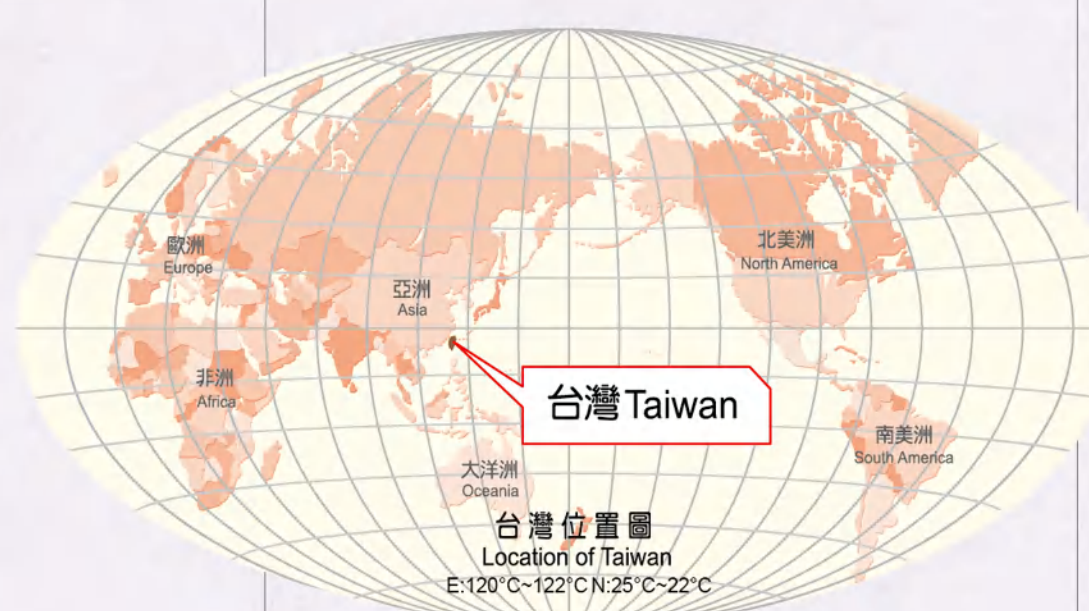 歐洲
Europe
亞洲
Asia
非洲
Africa
北美洲
North America
台灣 Taiwan
南美洲
South America
大洋洲
Oceania
台灣位置圖
Location of Taiwan
E:120°C~122°C N:25°C~22°C